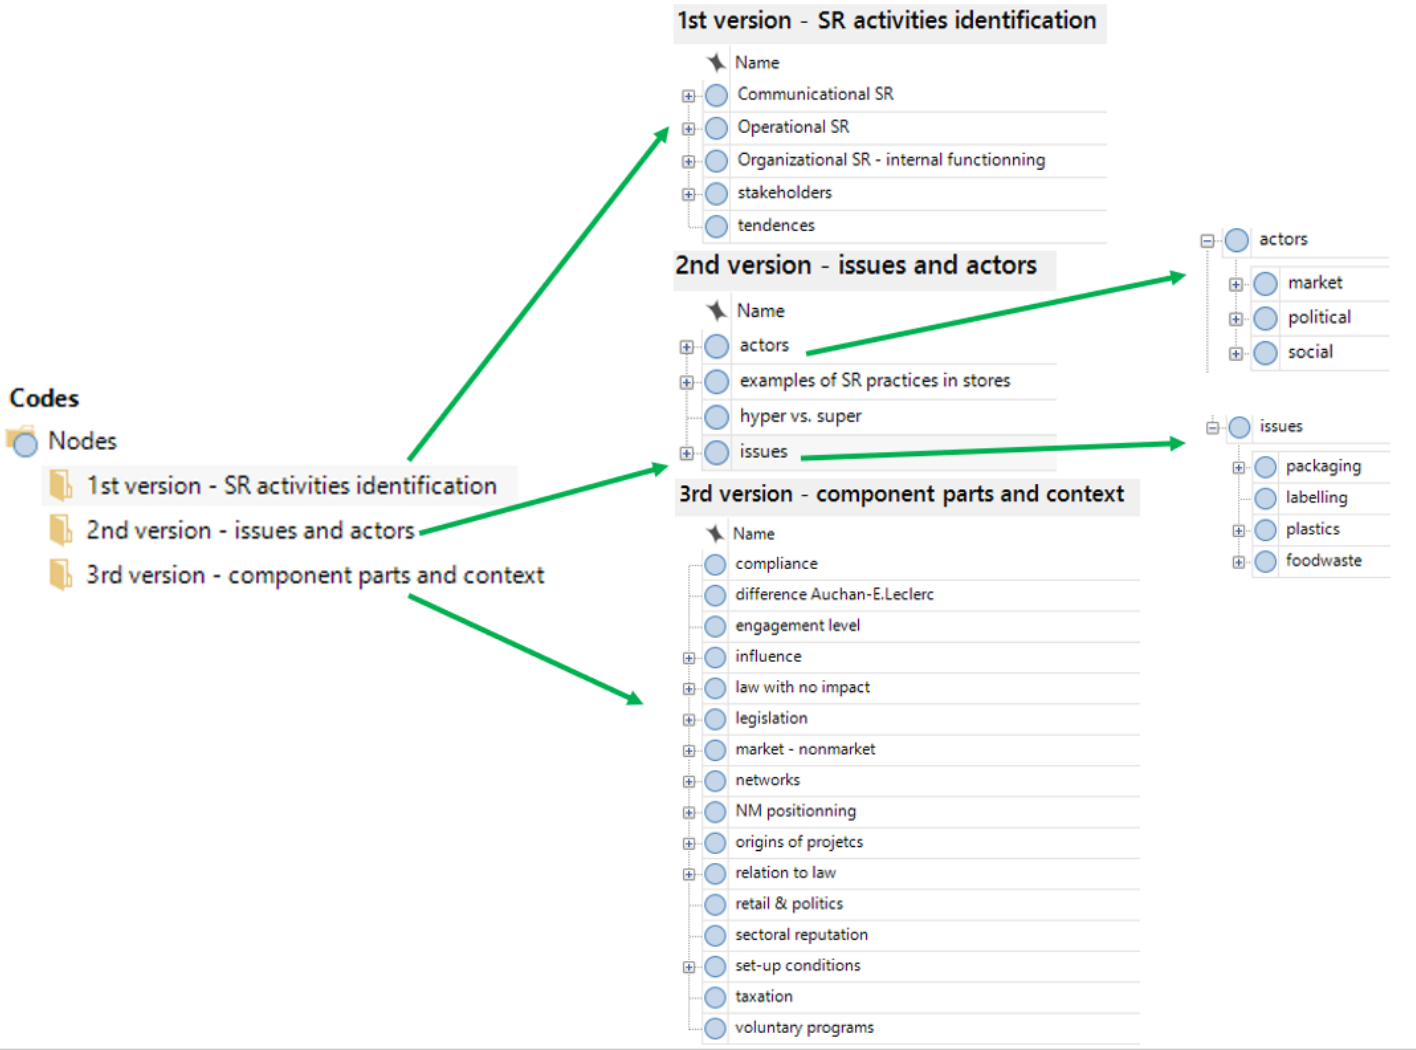 Codes
Nodes
1st version - SR activities identification
2nd version - issues and actors
3rd version - component parts and context
1st version - SR activities identification
Name
Communicational SR
Operational SR
Organizational SR - internal functionning
stakeholders
tendences
2nd version - issues and actors
Name
actors
examples of SR practices in stores
hyper vs. super
issues
3rd version - component parts and context
Name
compliance
difference Auchan-E.Leclerc
engagement level
influence
law with no impact
legislation
market - nonmarket
networks
NM positionning
origins of projetcs
relation to law
retail & politics
sectoral reputation
set-up conditions
taxation
voluntary programs
actors
market
political
social
issues
packaging
labelling
plastics
foodwaste